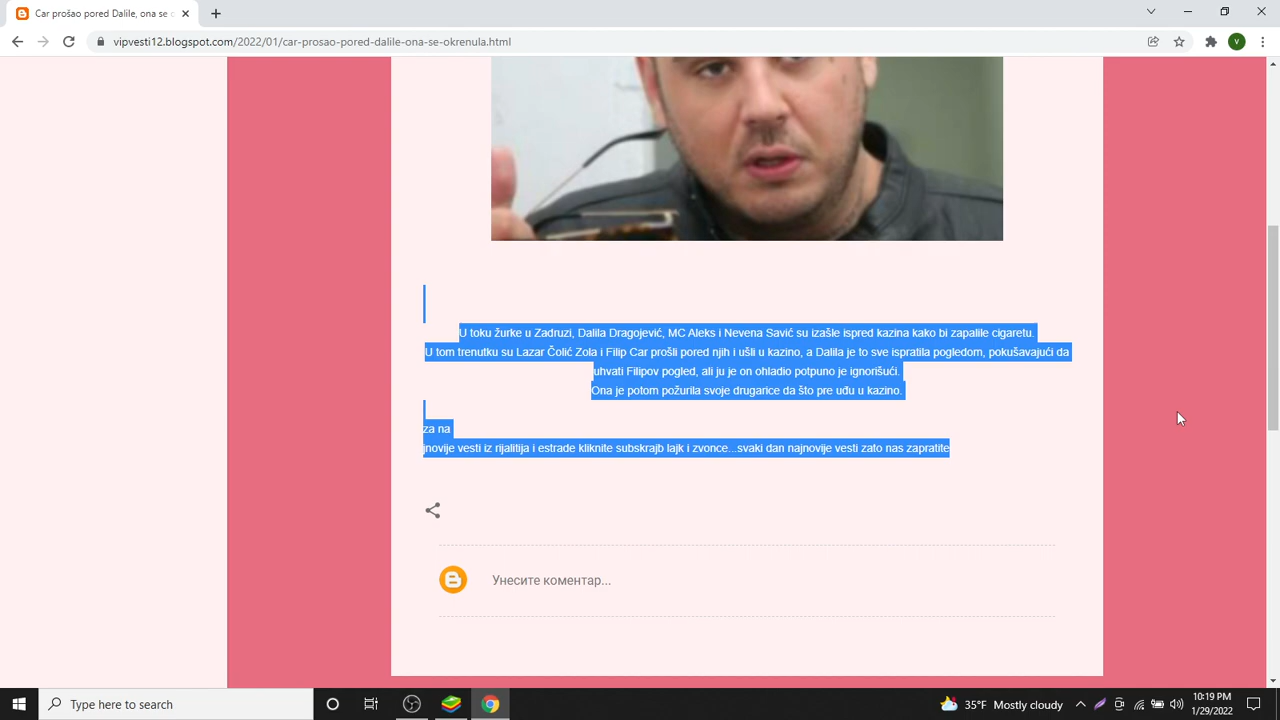 Car prošao pored Dalile, ona se o
vipvesti12.blogspot.com/2022/01/car-prosao-pored-dalile-ona-se-okrenula.html
V
U toku žurke u Zadruzi, Dalila Dragojević, MC Aleks i Nevena Savić su izašle ispred kazina kako bi zapalile cigaretu.
U tom trenutku su Lazar Čolić Zola i Filip Car prošli pored njih i ušli u kazino, a Dalila je to sve ispratila pogledom, pokušavajući da
uhvati Filipov pogled, ali ju je on ohladio potpuno je ignorišući.
Ona je potom požurila svoje drugarice da što pre uđu u kazino.
za na
jnovije vesti iz rijalitija i estrade kliknite subskrajb lajk i zvonce...svaki dan najnovije vesti zato nas zapratite
Унесите коментар...
Type here to search
35°F Mostly cloudy
10:19 PM
1/29/2022